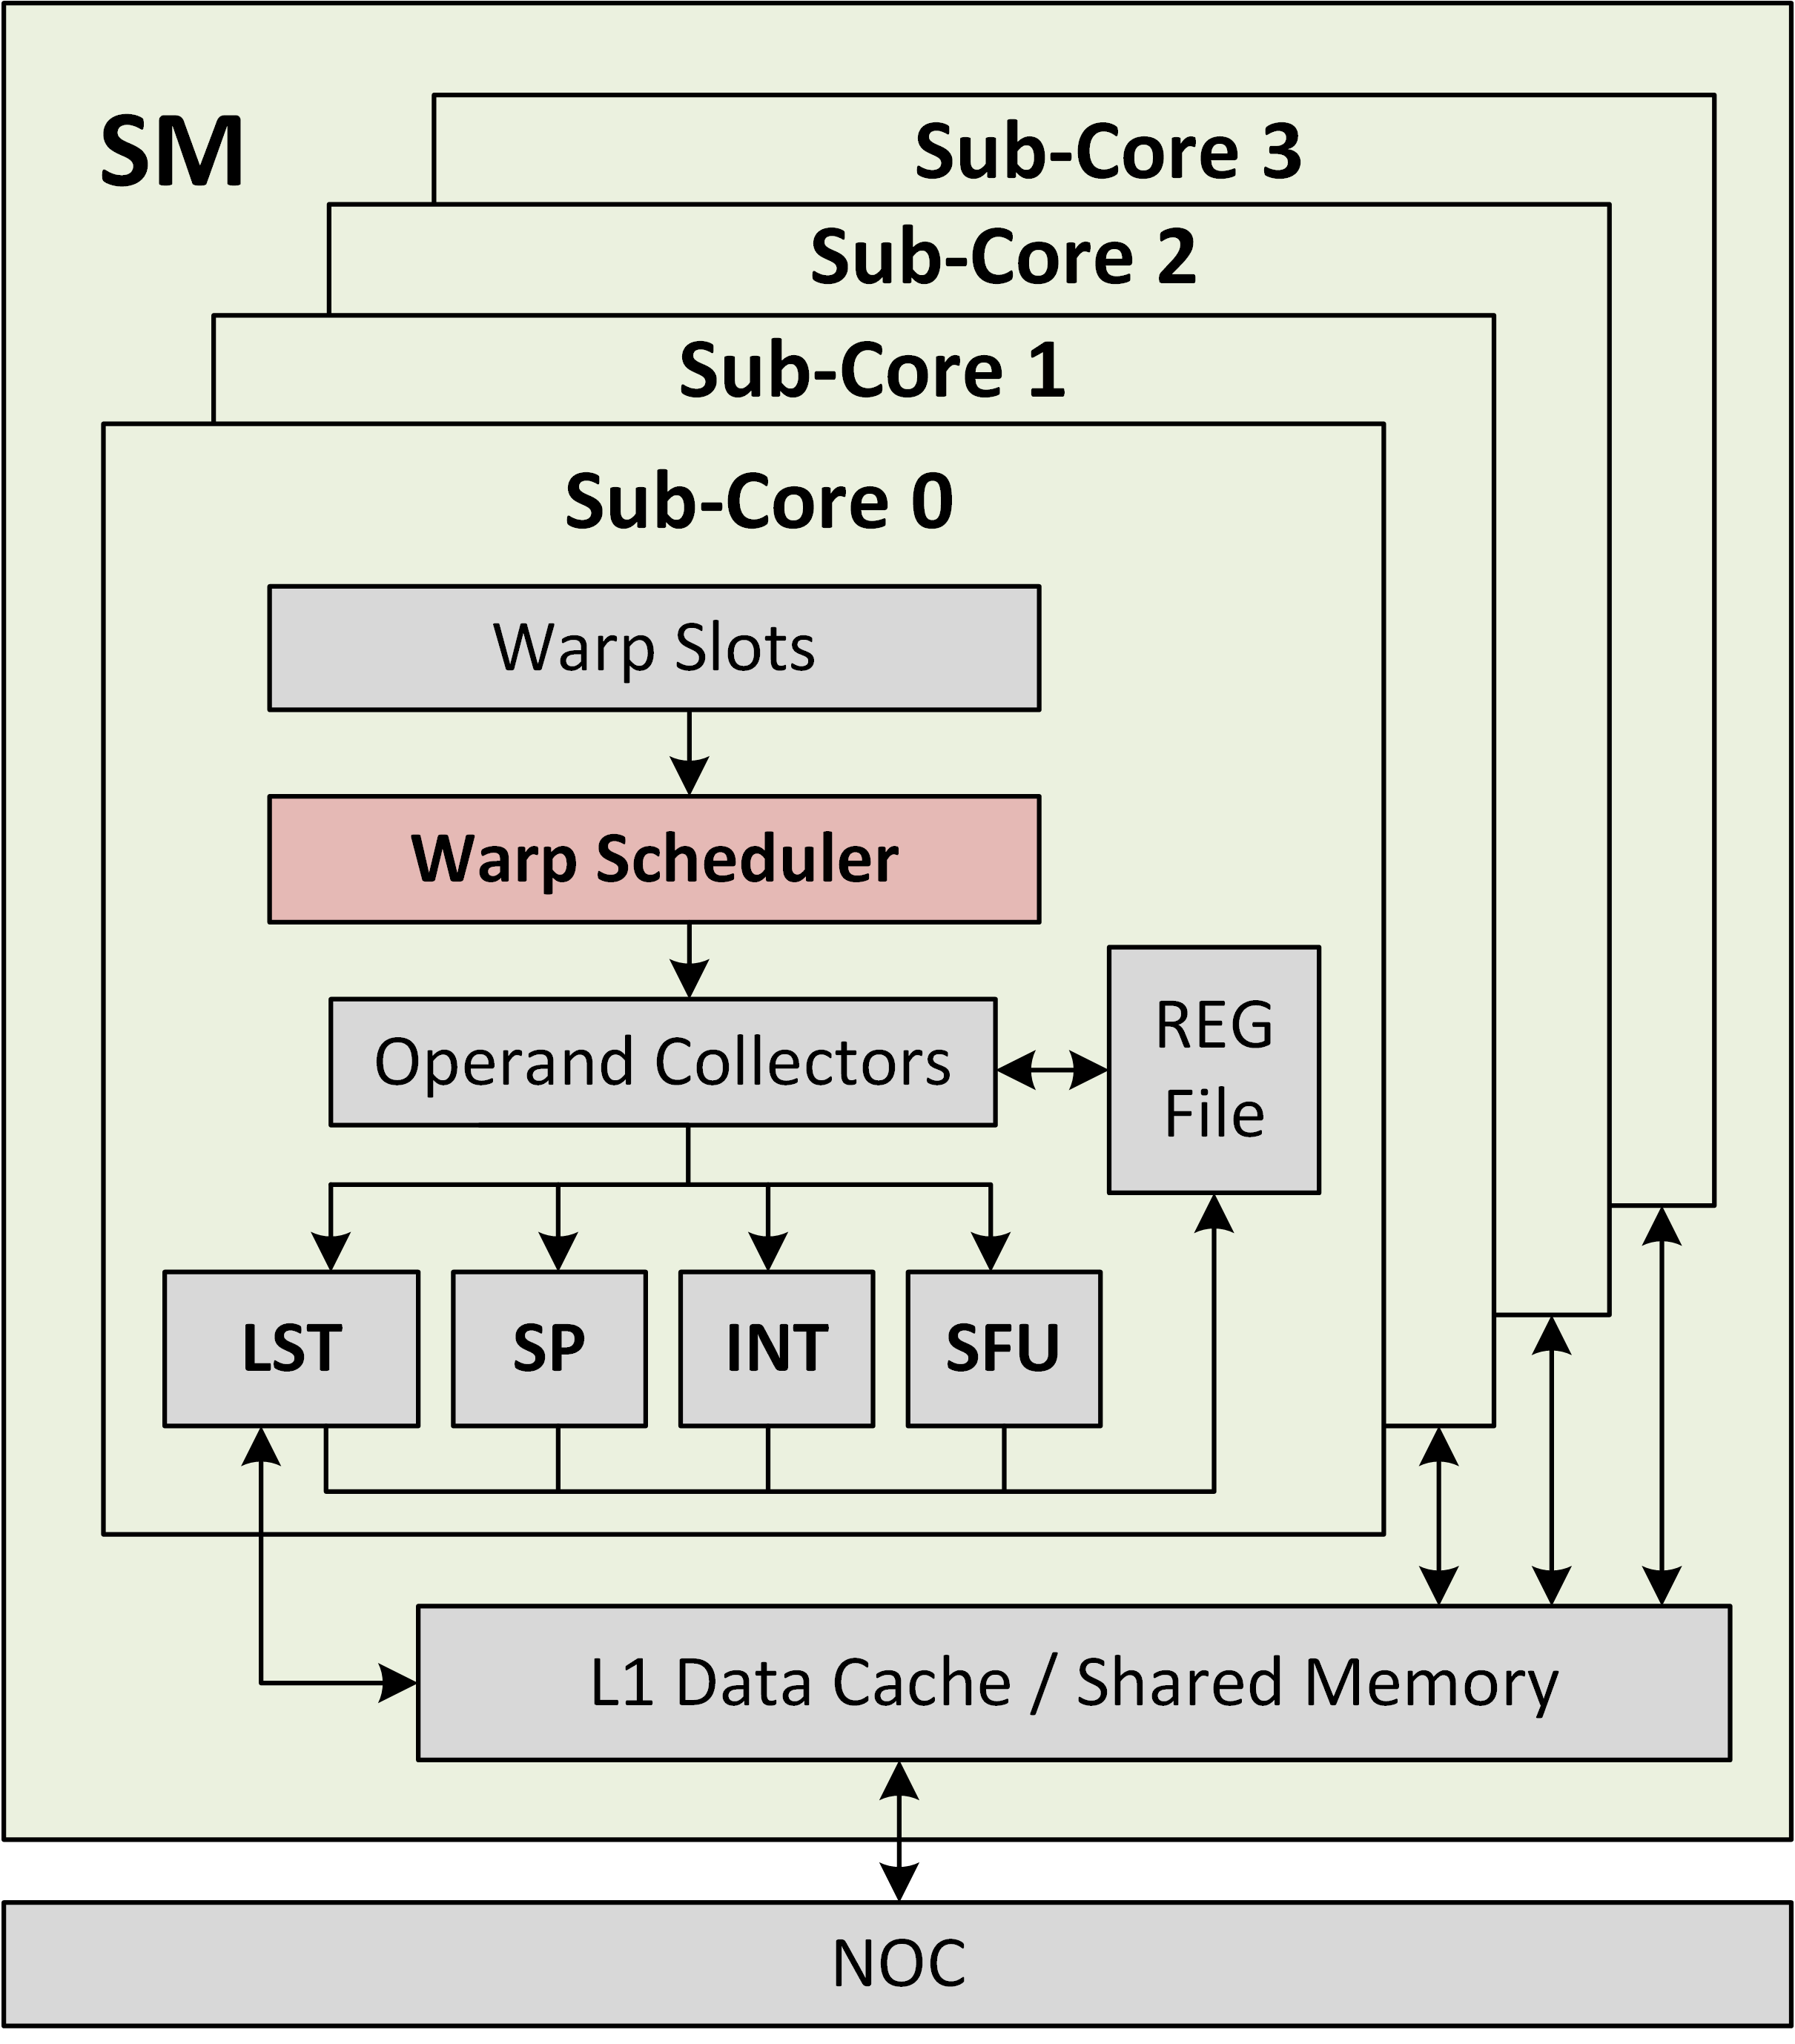 SM
Sub-Core 3
Sub-Core 2
Sub-Core 1
Sub-Core 0
Warp Slots
Warp Scheduler
Operand Collectors
REG
File
LST
SP
INT
SFU
L1 Data Cache / Shared Memory
NOC